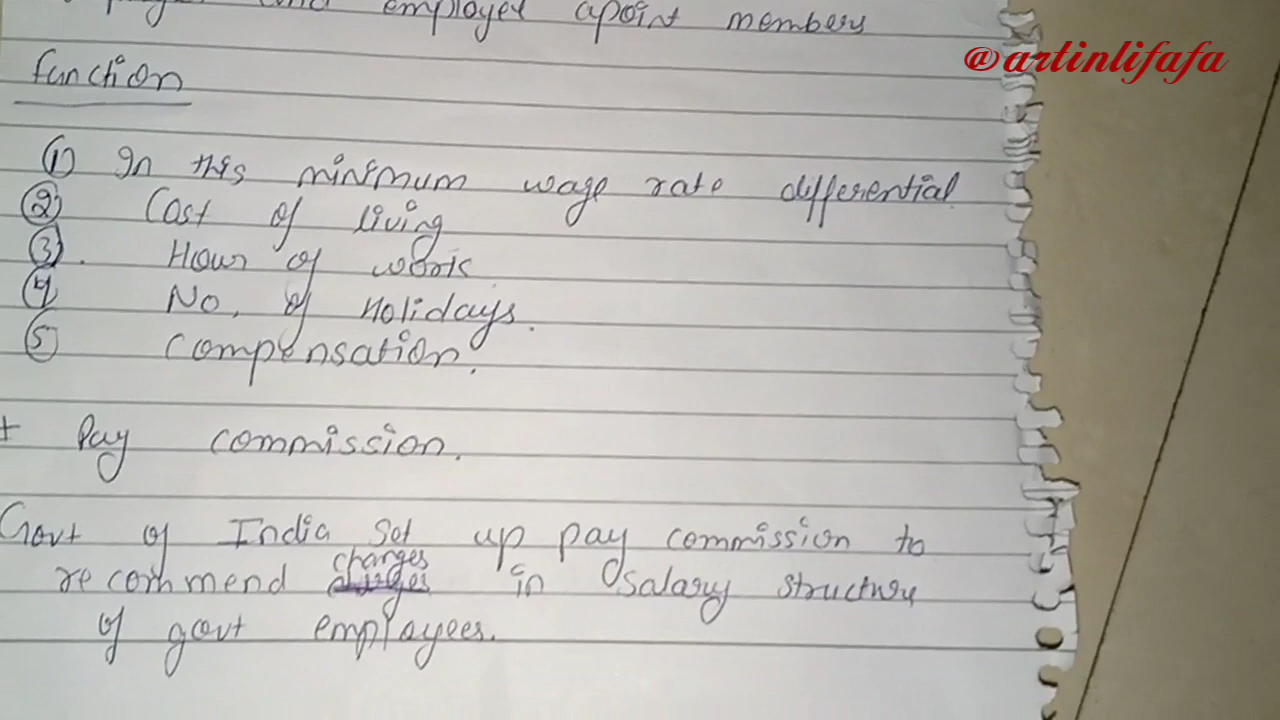 and employer apoint members
@artinlifafa
function
① In this minimum wage rate differential
② Cost of living
③. Hour of work
④ No. of Holidays.
⑤ Compensation.
+ Pay commission.
Govt of India set up pay commission to
changes
recommend in salary structure
of govt employees.